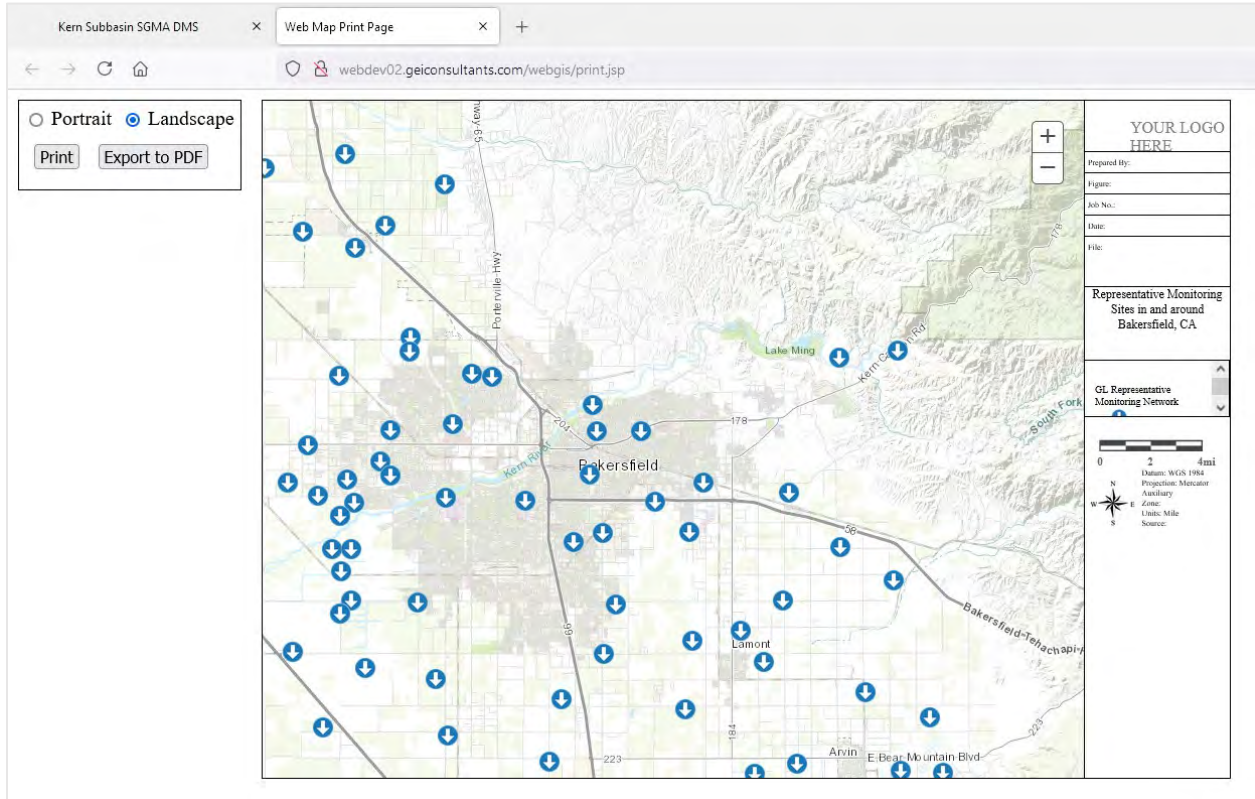 Kern Subbasin SGMA DMS
Web Map Print Page
webdev02.geiconsultants.com/webgis/print.jsp
Portrait Landscape
Print Export to PDF
YOUR LOGO
HERE
Prepared By:
Figure:
Job No.:
Date:
File:
Representative Monitoring
Sites in and around
Bakersfield, CA
GL Representative
Monitoring Network
0 2 4mi
Datum: WGS 1984
Projection: Mercator
Auxiliary
Zone:
Units: Mile
Source:
N
W E
S
Porterville-Hwy
178
Lake Ming
South Fork
204
178
Kern River
Bakersfield
58
Bakersfield-Tehachapi-
99
Lamont
184
223
Arvin
E Bear Mountain Blvd
223